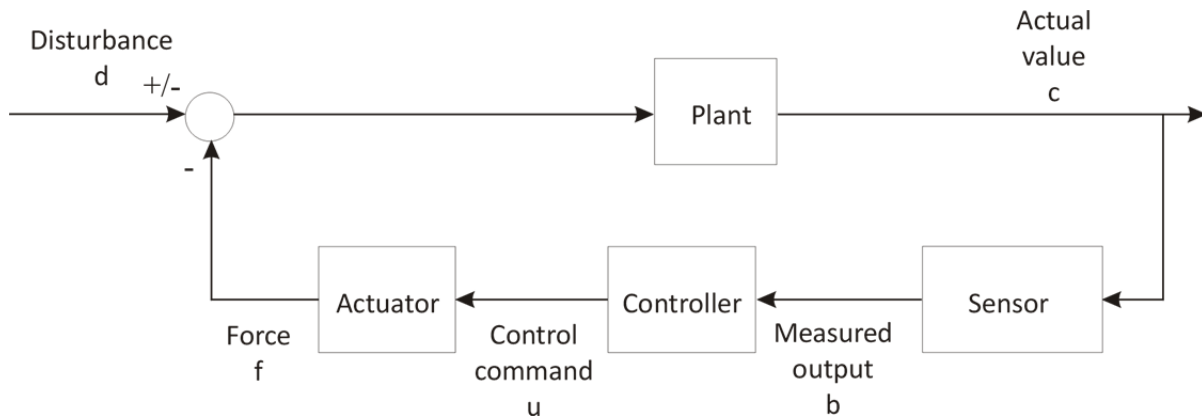 Disturbance
d
+/-
-
Plant
Actual
value
c
Actuator
Controller
Sensor
Force
f
Control
command
u
Measured
output
b